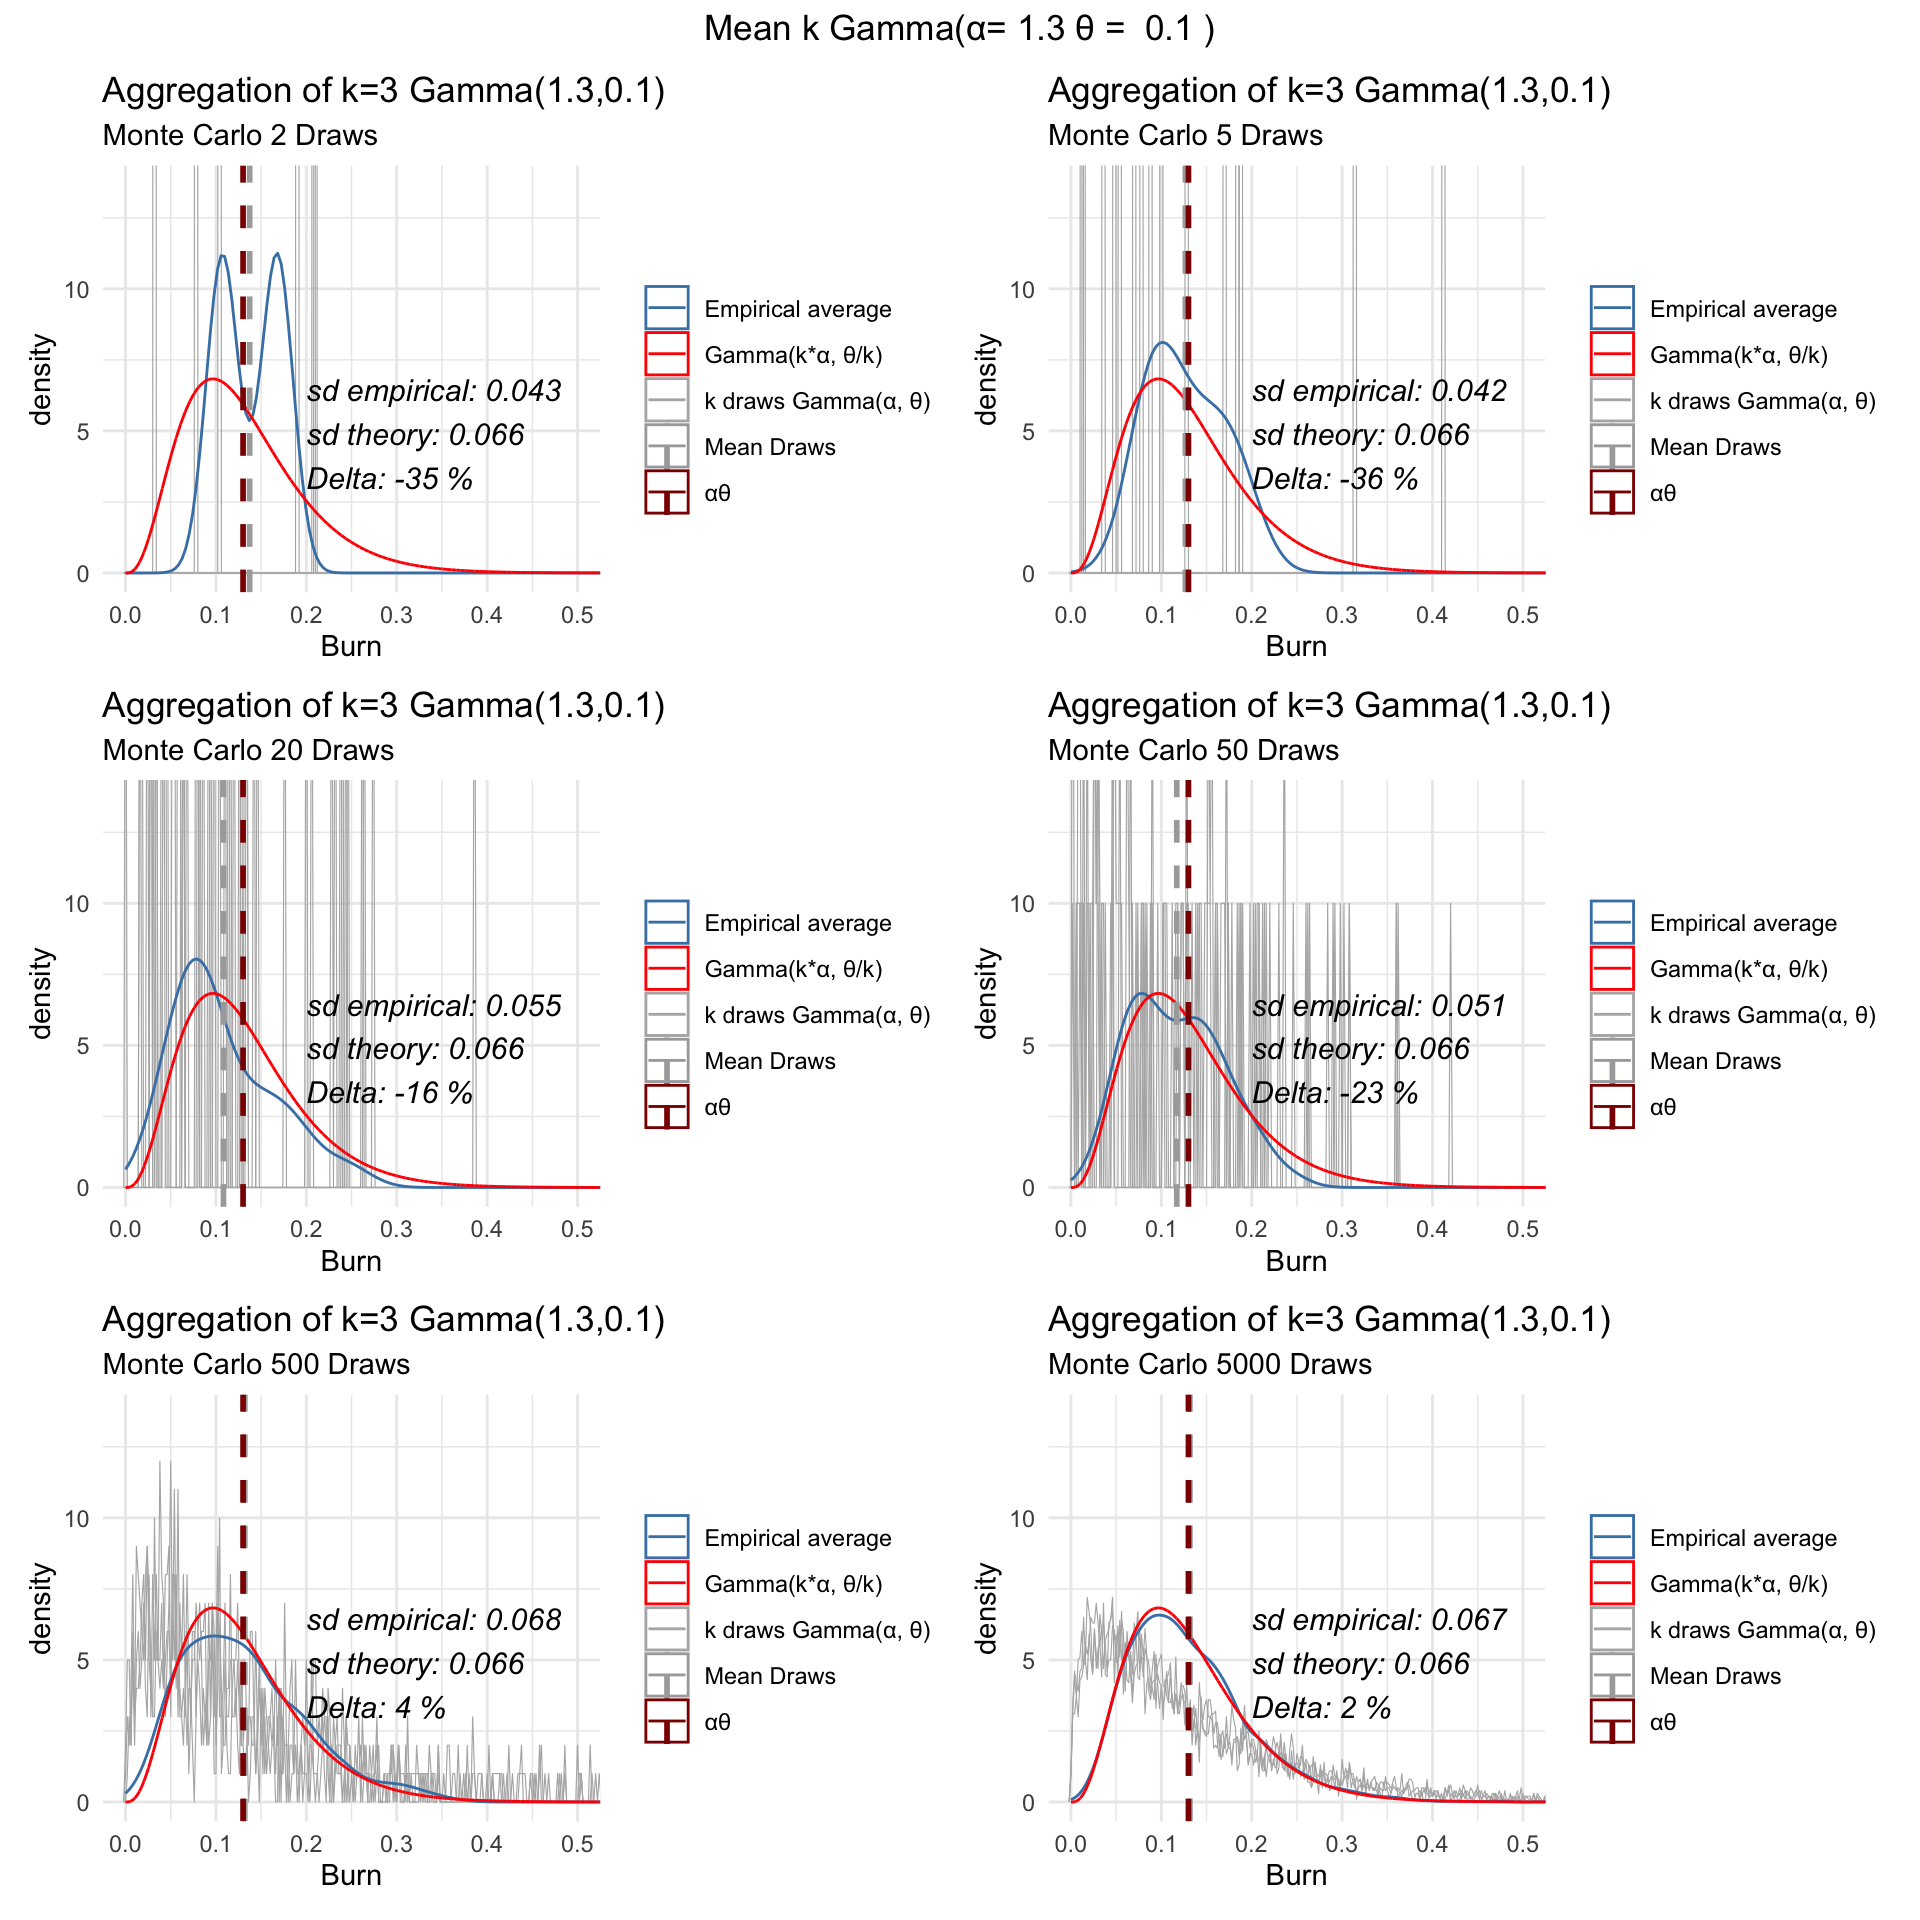 Mean k Gamma(α= 1.3 θ =  0.1 )
Aggregation of k=3 Gamma(1.3,0.1)
Monte Carlo 2 Draws
density
10
5
0
sd empirical: 0.043
sd theory: 0.066
Delta: -35 %
0.0 0.1 0.2 0.3 0.4 0.5
Burn
Empirical average
Gamma(k*α, θ/k)
k draws Gamma(α, θ)
Mean Draws
αθ
Aggregation of k=3 Gamma(1.3,0.1)
Monte Carlo 5 Draws
density
10
5
0
sd empirical: 0.042
sd theory: 0.066
Delta: -36 %
0.0 0.1 0.2 0.3 0.4 0.5
Burn
Empirical average
Gamma(k*α, θ/k)
k draws Gamma(α, θ)
Mean Draws
αθ
Aggregation of k=3 Gamma(1.3,0.1)
Monte Carlo 20 Draws
density
10
5
0
sd empirical: 0.055
sd theory: 0.066
Delta: -16 %
0.0 0.1 0.2 0.3 0.4 0.5
Burn
Empirical average
Gamma(k*α, θ/k)
k draws Gamma(α, θ)
Mean Draws
αθ
Aggregation of k=3 Gamma(1.3,0.1)
Monte Carlo 50 Draws
density
10
5
0
sd empirical: 0.051
sd theory: 0.066
Delta: -23 %
0.0 0.1 0.2 0.3 0.4 0.5
Burn
Empirical average
Gamma(k*α, θ/k)
k draws Gamma(α, θ)
Mean Draws
αθ
Aggregation of k=3 Gamma(1.3,0.1)
Monte Carlo 500 Draws
density
10
5
0
sd empirical: 0.068
sd theory: 0.066
Delta: 4 %
0.0 0.1 0.2 0.3 0.4 0.5
Burn
Empirical average
Gamma(k*α, θ/k)
k draws Gamma(α, θ)
Mean Draws
αθ
Aggregation of k=3 Gamma(1.3,0.1)
Monte Carlo 5000 Draws
density
10
5
0
sd empirical: 0.067
sd theory: 0.066
Delta: 2 %
0.0 0.1 0.2 0.3 0.4 0.5
Burn
Empirical average
Gamma(k*α, θ/k)
k draws Gamma(α, θ)
Mean Draws
αθ